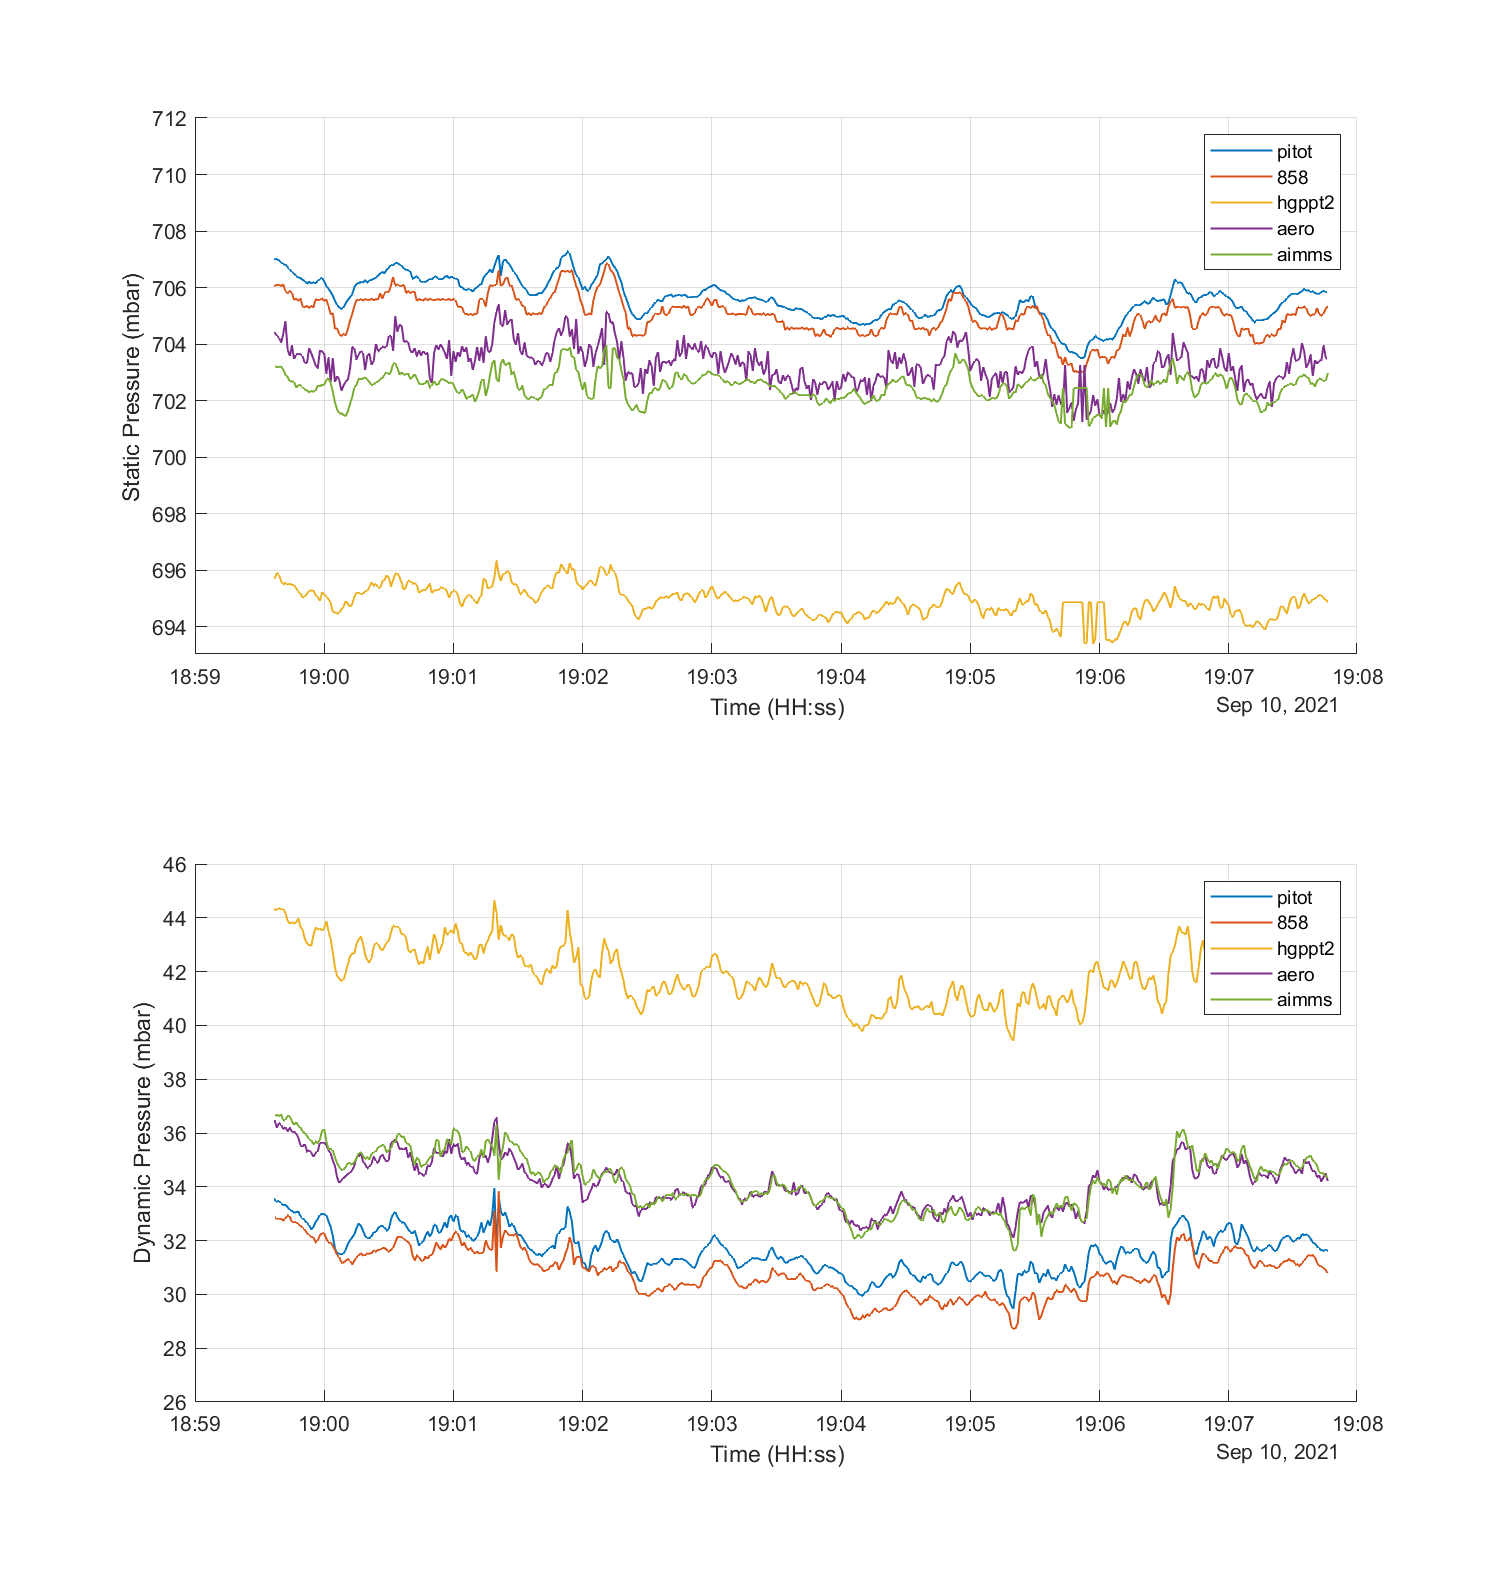 712
710
708
706
704
702
700
698
696
694
Static Pressure (mbar)
pitot
858
hgppt2
aero
aimms
18:59 19:00 19:01 19:02 19:03 19:04 19:05 19:06 19:07 19:08
Time (HH:ss)
Sep 10, 2021
46
44
42
40
38
36
34
32
30
28
26
Dynamic Pressure (mbar)
pitot
858
hgppt2
aero
aimms
18:59 19:00 19:01 19:02 19:03 19:04 19:05 19:06 19:07 19:08
Time (HH:ss)
Sep 10, 2021